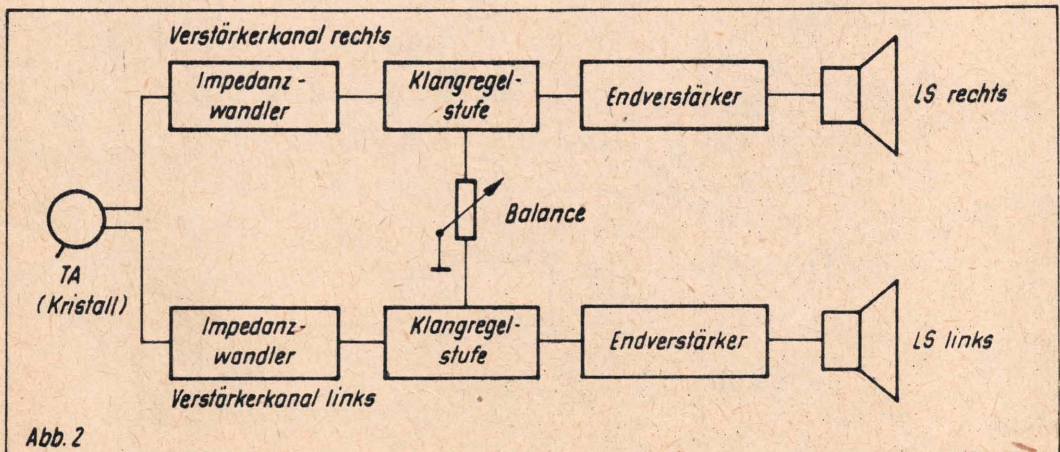 Verstärkerkanal rechts
Impedanz-
wandler
Klangregel-
stufe
Endverstärker
LS rechts
Balance
TA
(Kristall)
Impedanz-
wandler
Klangregel-
stufe
Endverstärker
LS links
Verstärkerkanal links
Abb. 2